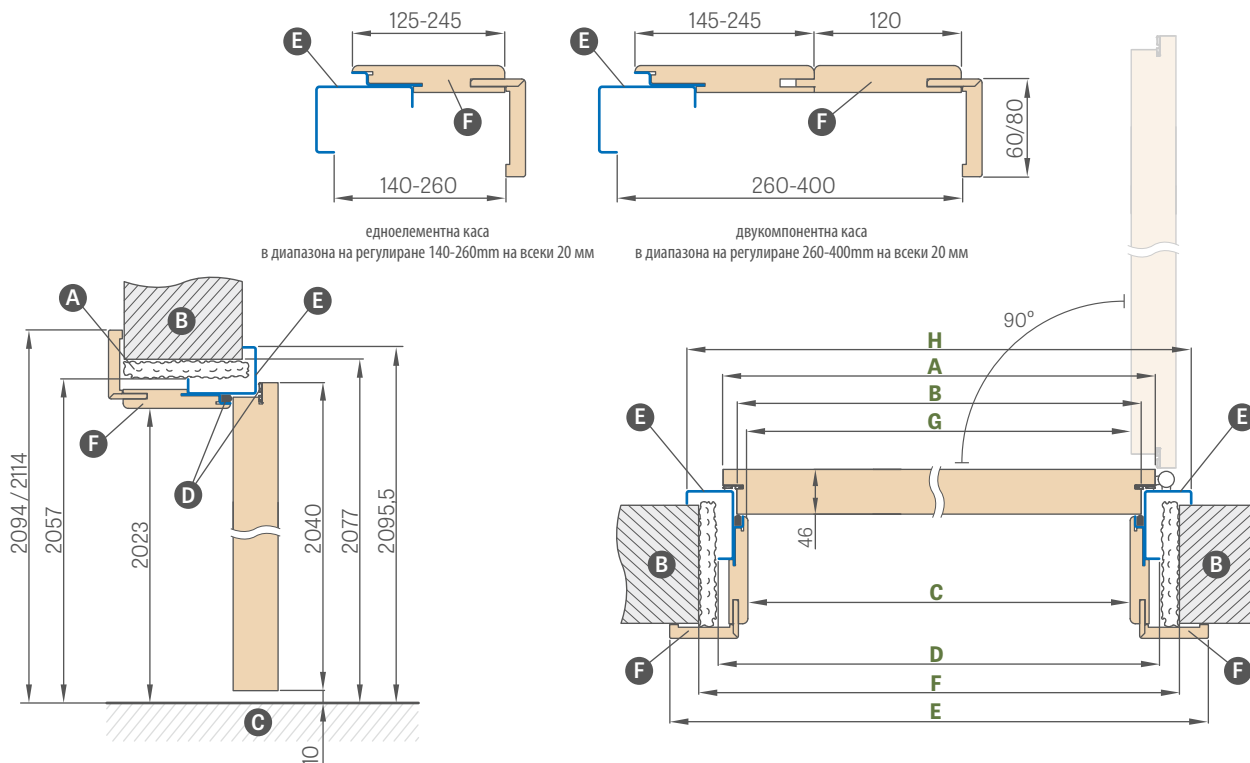 125-245
145-245
120
E
E
F
F
60/80
140-260
260-400
едноелементна каса
в диапазона на регулиране 140-260mm на всеки 20 мм
двукомпонентна каса
в диапазона на регулиране 260-400mm на всеки 20 мм
A
B
E
F
D
C
2094 / 2114
2057
2023
2040
2077
2095,5
10
90°
H
A
B
G
E
E
46
B
B
C
F
F
D
F
E